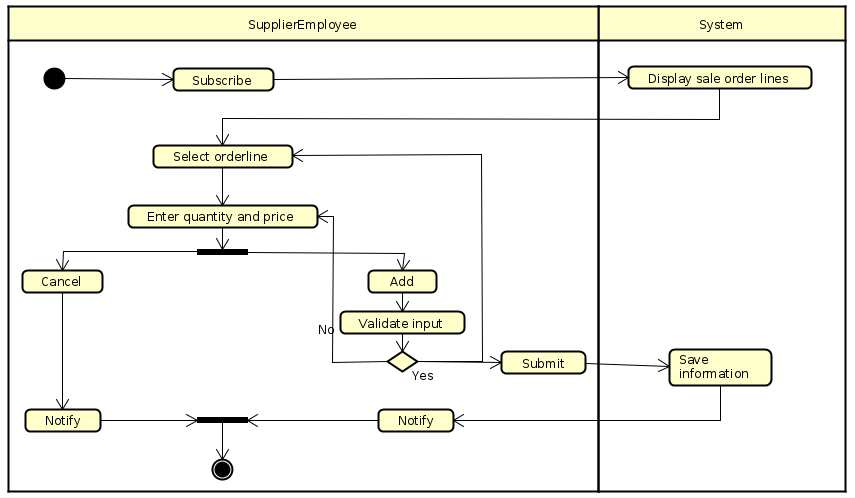 SupplierEmployee
System
Subscribe
Display sale order lines
Select orderline
Enter quantity and price
Cancel
Add
Validate input
No
Yes
Submit
Save
information
Notify
Notify